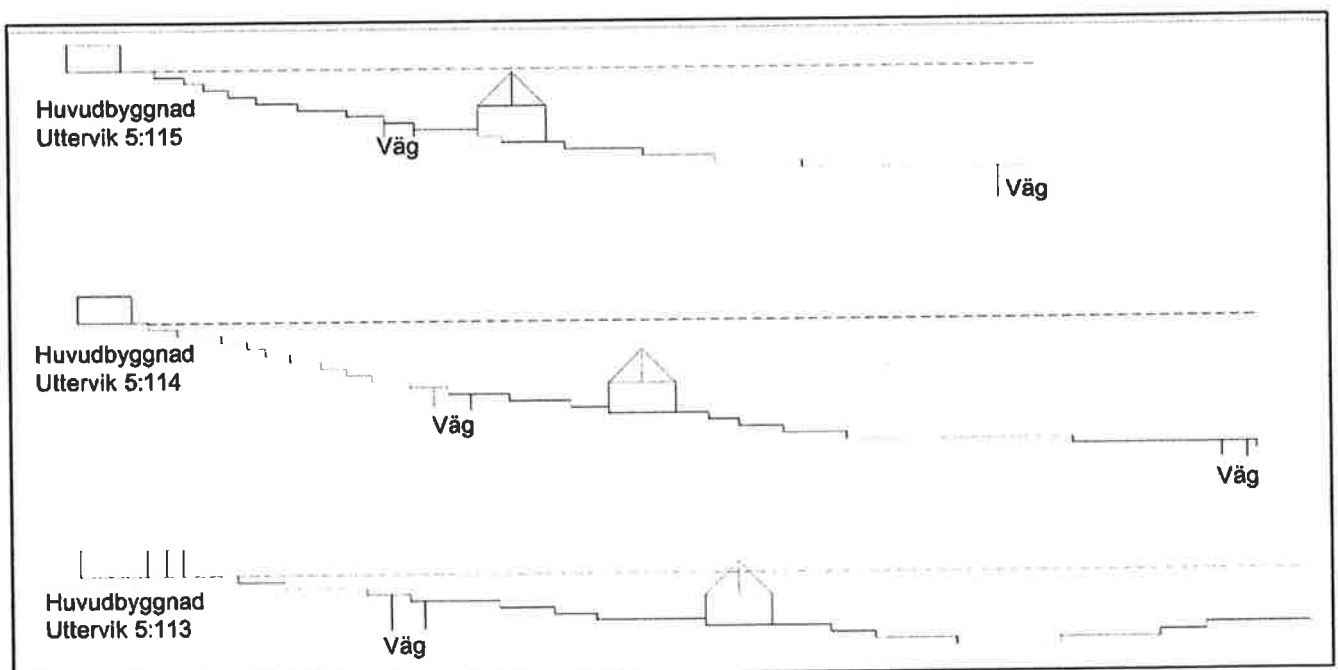 Huvudbyggnad
Uttervik 5:115
Väg
Väg
Huvudbyggnad
Uttervik 5:114
Väg
Väg
Huvudbyggnad
Uttervik 5:113
Väg